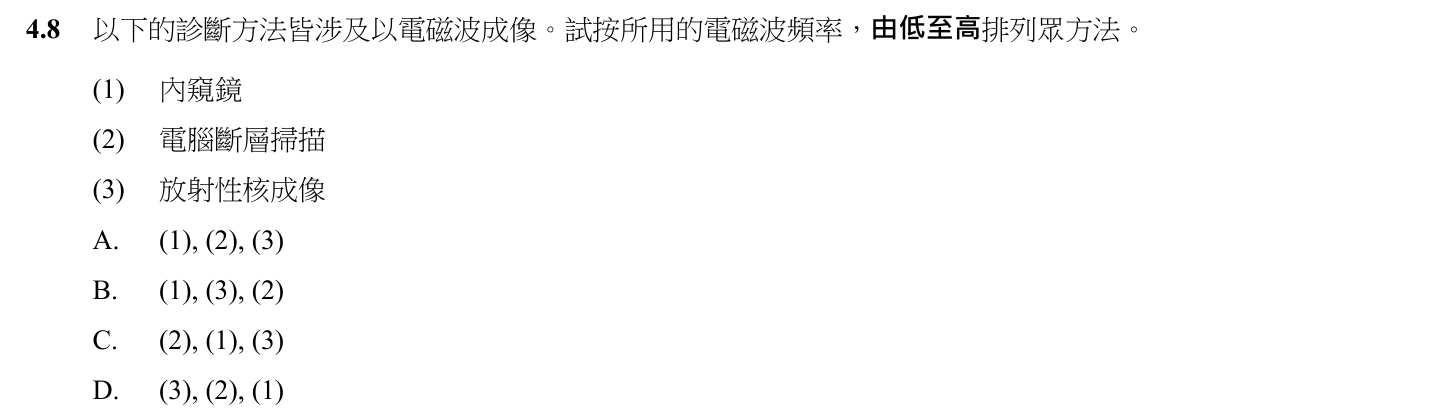 4.8 以下的診斷方法皆涉及以電磁波成像。試按所用的電磁波頻率，由低至高排列眾方法。
(1) 內窺鏡
(2) 電腦斷層掃描
(3) 放射性核成像
A. (1), (2), (3)
B. (1), (3), (2)
C. (2), (1), (3)
D. (3), (2), (1)